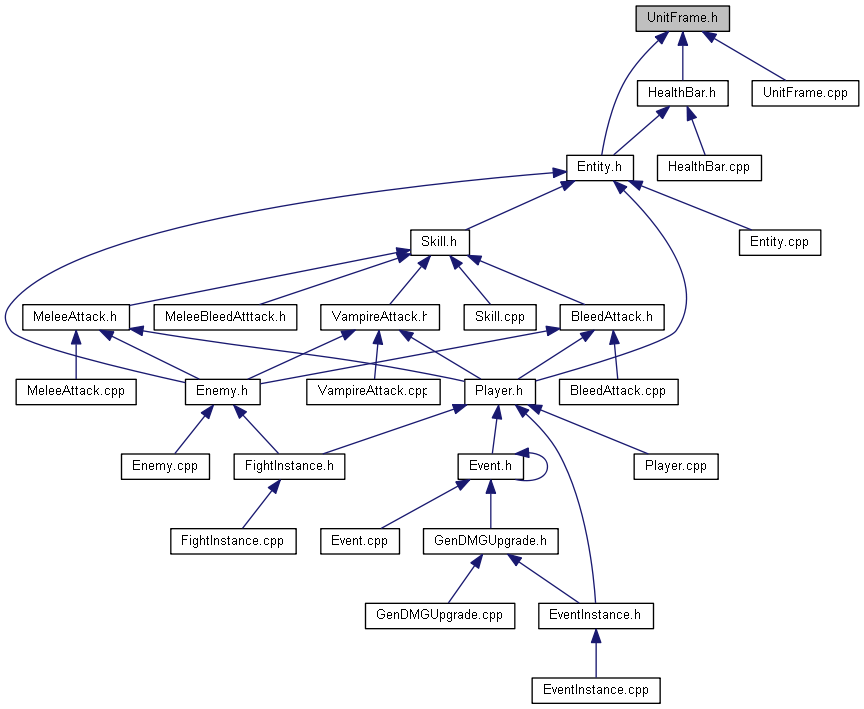 UnitFrame.h
HealthBar.h
UnitFrame.cpp
Entity.h
HealthBar.cpp
Skill.h
Entity.cpp
MeleeAttack.h
MeleeBleedAtttack.h
VampireAttack.h
Skill.cpp
BleedAttack.h
MeleeAttack.cpp
Enemy.h
VampireAttack.cpp
Player.h
BleedAttack.cpp
Enemy.cpp
FightInstance.h
Event.h
Player.cpp
FightInstance.cpp
Event.cpp
GenDMGUpgrade.h
GenDMGUpgrade.cpp
EventInstance.h
EventInstance.cpp